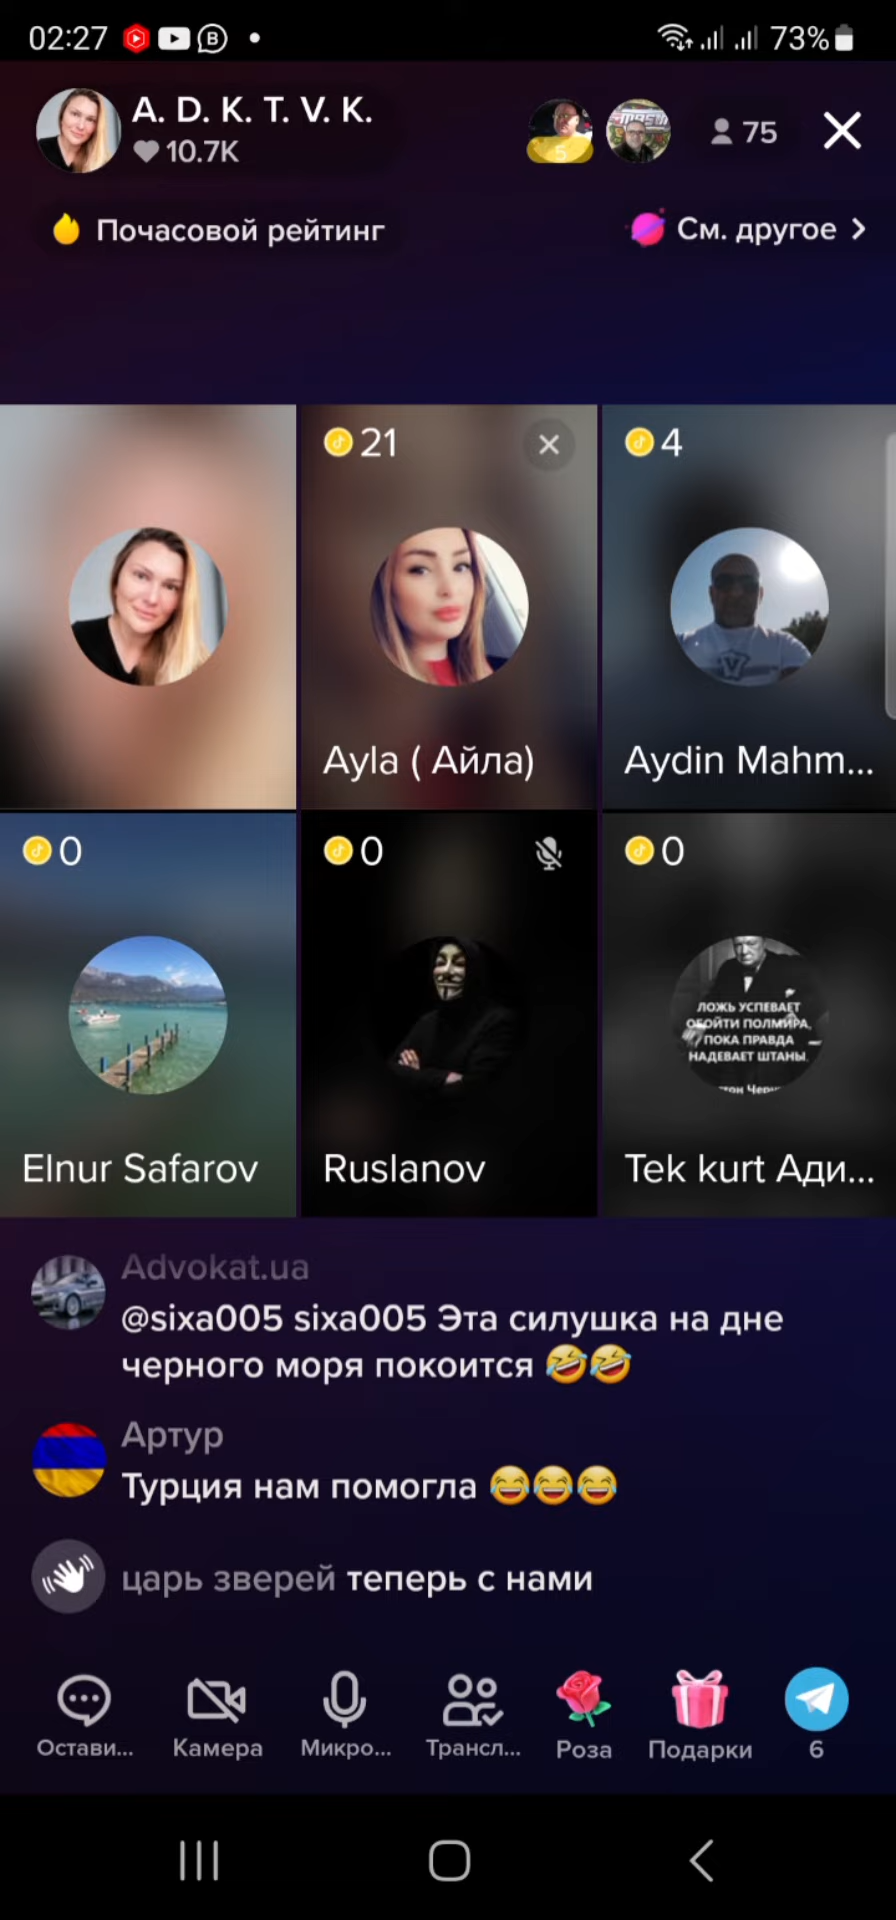 02:27
73%
A. D. K. T. V. K.
10.7K
5
75
Почасовой рейтинг
См. другое
21
4
Ayla ( Айла)
Aydin Mahm...
0
0
0
ЛОЖЬ УСПЕВАЕТ
ОБОЙТИ ПОЛМИРА,
ПОКА ПРАВДА
НАДЕВАЕТ ШТАНЫ.
Elnur Safarov
Ruslanov
Tek kurt Ади...
Advokat.ua
@sixa005 sixa005 Эта силушка на дне
черного моря покоится 🤣🤣
Артур
Турция нам помогла 😂😂😂
царь зверей теперь с нами
Остави...
Камера
Микро...
Трансл...
Роза
Подарки
6